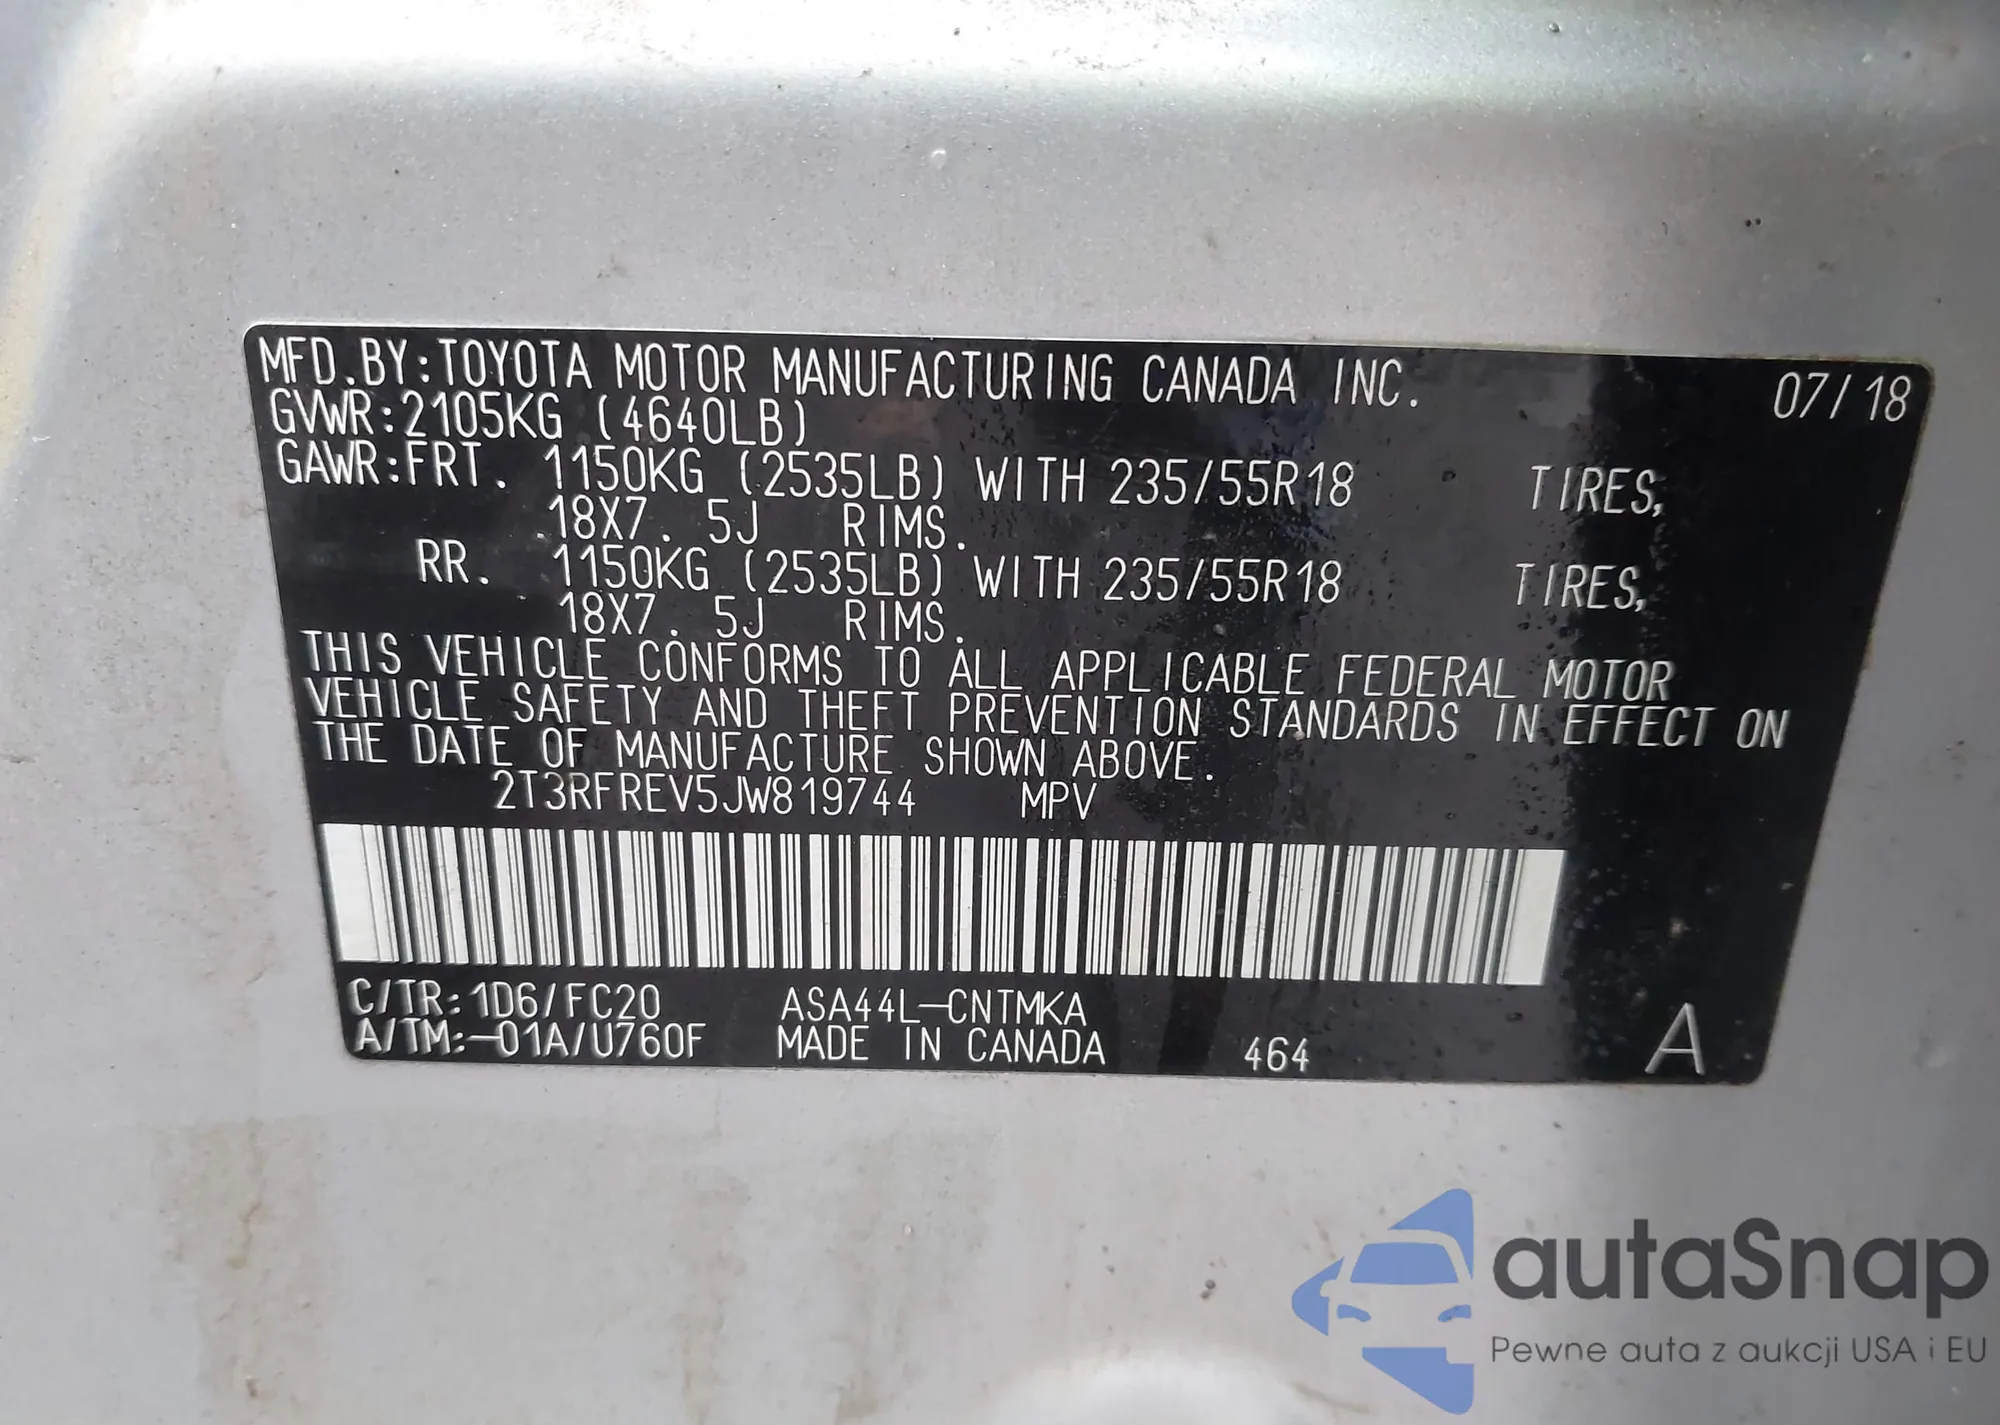 MFD.BY:TOYOTA MOTOR MANUFACTURING CANADA INC. 07/18
GVWR:2105KG (4640LB)
GAWR:FRT. 1150KG (2535LB) WITH 235/55R18 TIRES,
18X7. 5J RIMS.
RR. 1150KG (2535LB) WITH 235/55R18 TIRES,
18X7. 5J RIMS.
THIS VEHICLE CONFORMS TO ALL APPLICABLE FEDERAL MOTOR
VEHICLE SAFETY AND THEFT PREVENTION STANDARDS IN EFFECT ON
THE DATE OF MANUFACTURE SHOWN ABOVE.
2T3RFREV5JW819744 MPV
C/TR:1D6/FC20 ASA44L-CNTMKA
A/TM:-01A/U760F MADE IN CANADA 464 A
autaSnap
Pewne auta z aukcji USA i EU